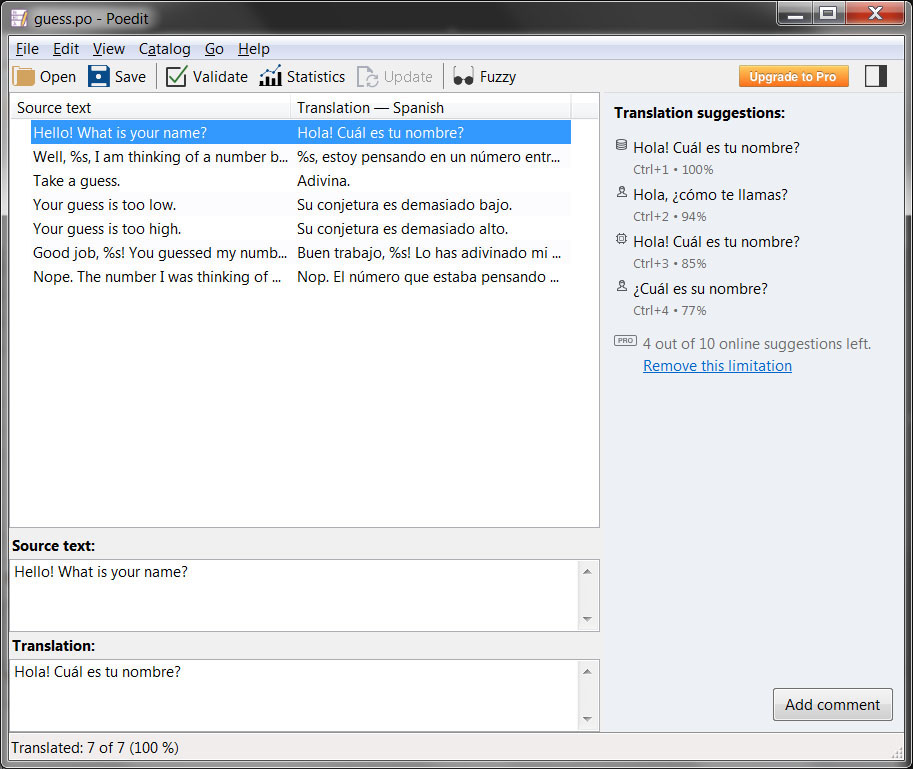 guess.po - Poedit
File Edit View Catalog Go Help
Open Save Validate Statistics Update Fuzzy Upgrade to Pro
Source text Translation — Spanish
Hello! What is your name? Hola! Cuál es tu nombre?
Well, %s, I am thinking of a number b... %s, estoy pensando en un número entr...
Take a guess. Adivina.
Your guess is too low. Su conjetura es demasiado bajo.
Your guess is too high. Su conjetura es demasiado alto.
Good job, %s! You guessed my numb... Buen trabajo, %s! Lo has adivinado mi ...
Nope. The number I was thinking of ... Nop. El número que estaba pensando ...
Translation suggestions:
Hola! Cuál es tu nombre?
Ctrl+1 • 100%
Hola, ¿cómo te llamas?
Ctrl+2 • 94%
Hola! Cuál es tu nombre?
Ctrl+3 • 85%
¿Cuál es su nombre?
Ctrl+4 • 77%
PRO 4 out of 10 online suggestions left.
Remove this limitation
Source text:
Hello! What is your name?
Translation:
Hola! Cuál es tu nombre?
Add comment
Translated: 7 of 7 (100 %)